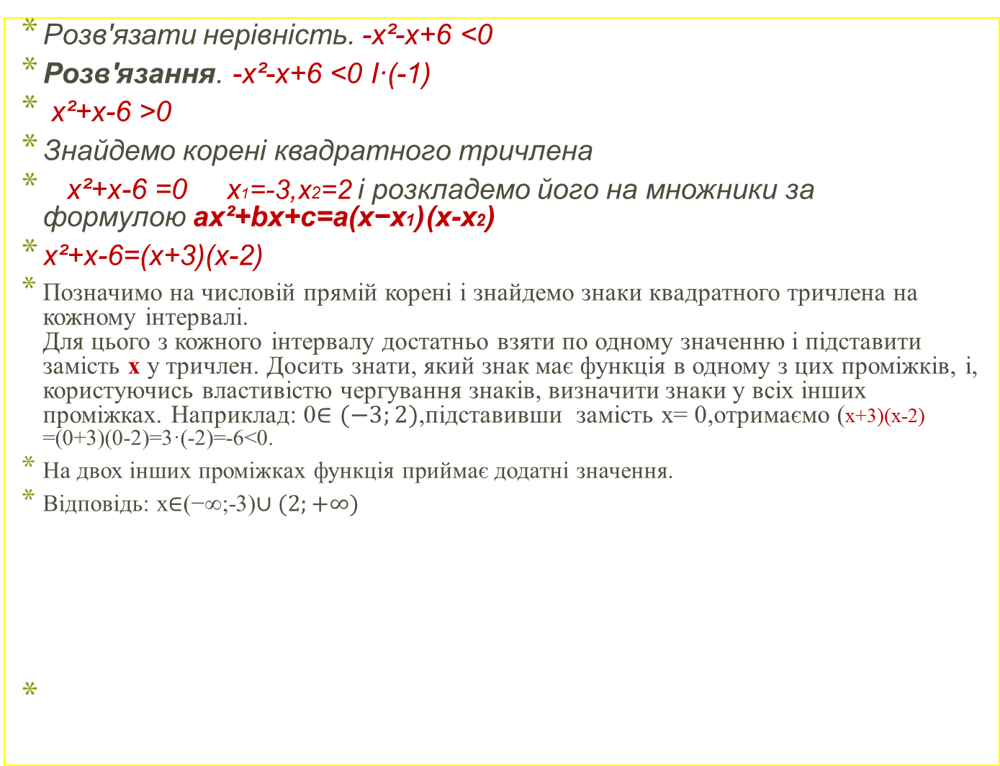 * Розв'язати нерівність. -x²-x+6 <0
* Розв'язання. -x²-x+6 <0 I·(-1)
* x²+x-6 >0
* Знайдемо корені квадратного тричлена
* x²+x-6 =0 x₁=-3,x₂=2 і розкладемо його на множники за
формулою ax²+bx+c=a(x−x₁)(x-x₂)
* x²+x-6=(x+3)(x-2)
* Позначимо на числовій прямій корені і знайдемо знаки квадратного тричлена на
кожному інтервалі.
Для цього з кожного інтервалу достатньо взяти по одному значенню і підставити
замість x у тричлен. Досить знати, який знак має функція в одному з цих проміжків, і,
користуючись властивістю чергування знаків, визначити знаки у всіх інших
проміжках. Наприклад: 0∈ (−3; 2),підставивши замість x= 0,отримаємо (x+3)(x-2)
=(0+3)(0-2)=3·(-2)=-6<0.
* На двох інших проміжках функція приймає додатні значення.
* Відповідь: x∈(−∞;-3)∪ (2; +∞)
*